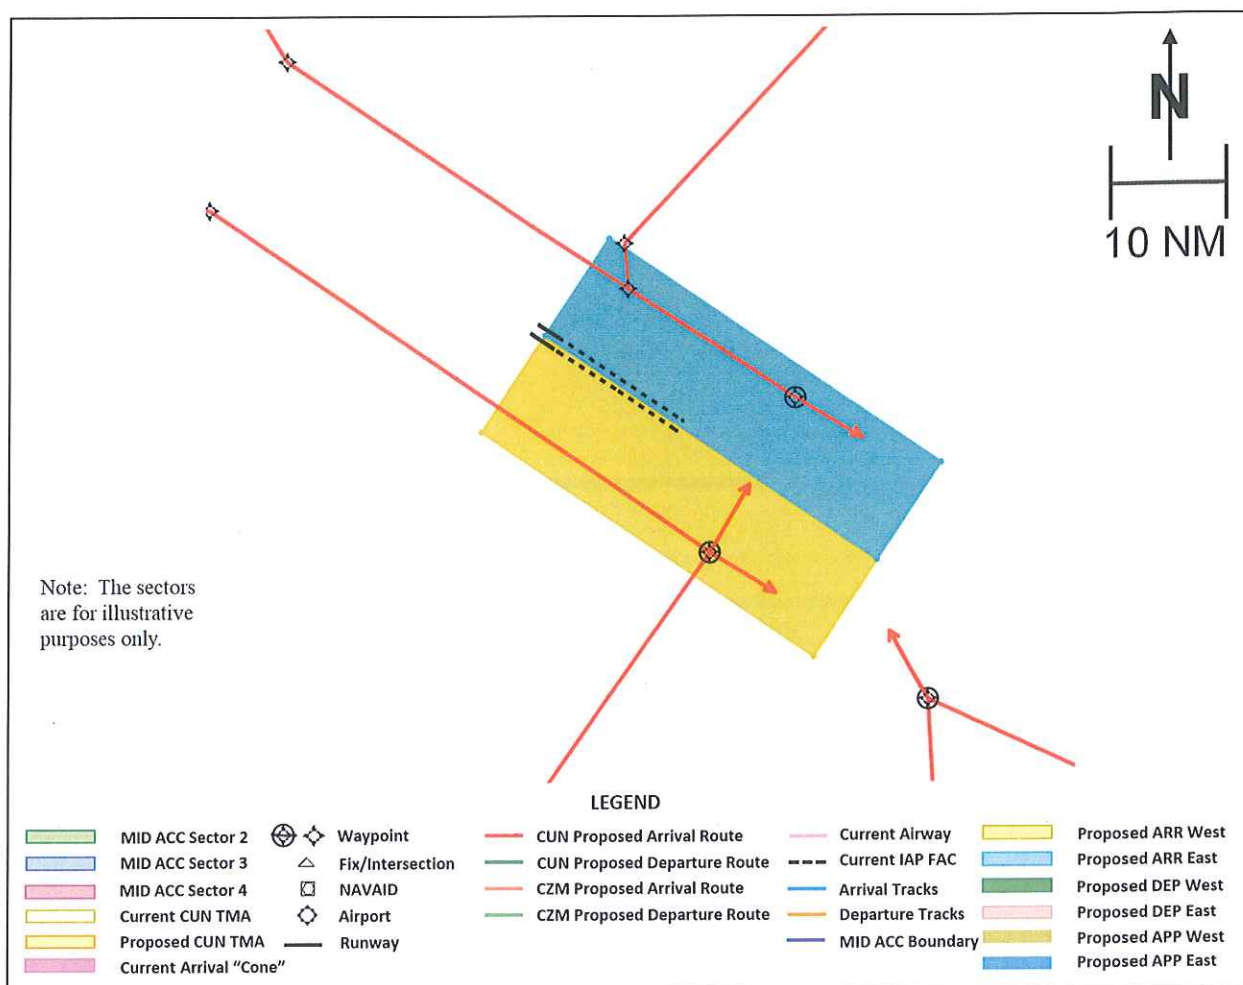 N
10 NM
Note:  The sectors
are for illustrative
purposes only.
LEGEND
MID ACC Sector 2
MID ACC Sector 3
MID ACC Sector 4
Current CUN TMA
Proposed CUN TMA
Current Arrival “Cone”
Waypoint
Fix/Intersection
NAVAID
Airport
Runway
CUN Proposed Arrival Route
CUN Proposed Departure Route
CZM Proposed Arrival Route
CZM Proposed Departure Route
Current Airway
Current IAP FAC
Arrival Tracks
Departure Tracks
MID ACC Boundary
Proposed ARR West
Proposed ARR East
Proposed DEP West
Proposed DEP East
Proposed APP West
Proposed APP East